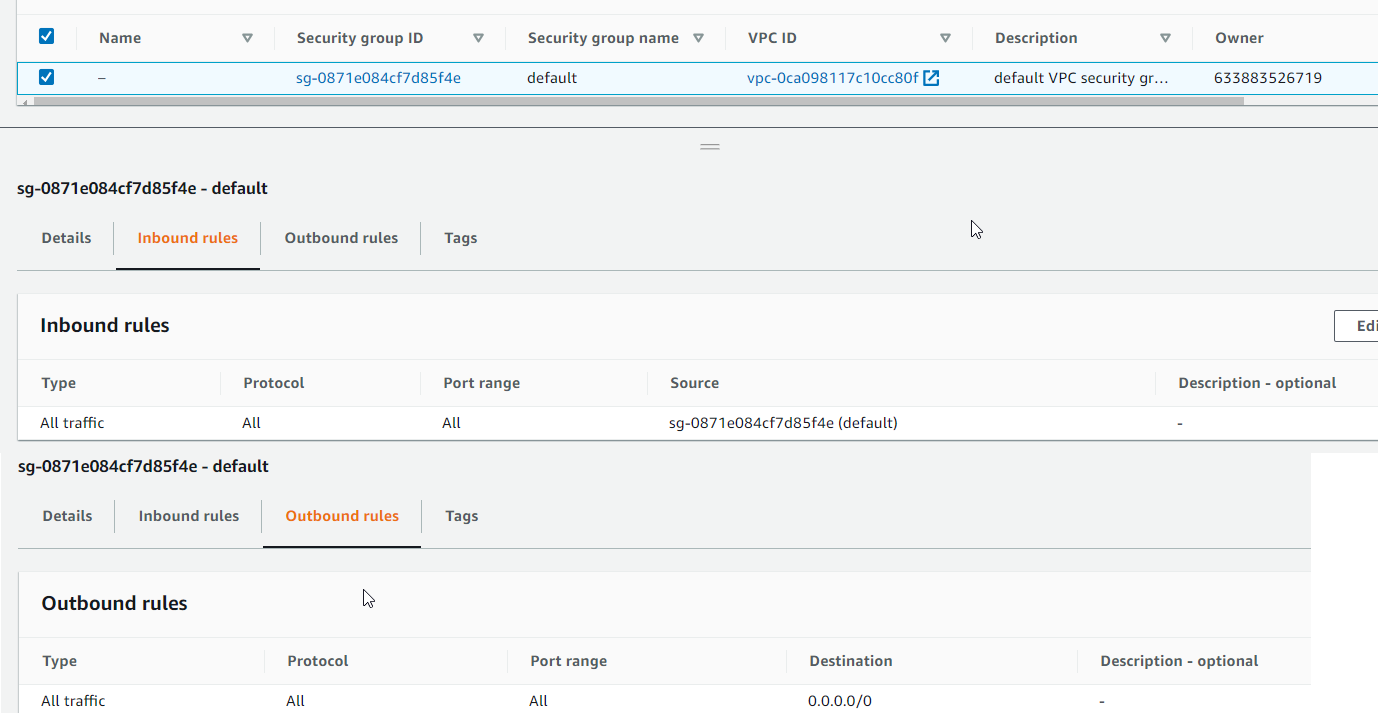 Name Security group ID Security group name VPC ID Description Owner
– sg-0871e084cf7d85f4e default vpc-0ca098117c10cc80f default VPC security gr... 633883526719
sg-0871e084cf7d85f4e - default
Details Inbound rules Outbound rules Tags
Inbound rules Edi
Type Protocol Port range Source Description - optional
All traffic All All sg-0871e084cf7d85f4e (default) -
sg-0871e084cf7d85f4e - default
Details Inbound rules Outbound rules Tags
Outbound rules
Type Protocol Port range Destination Description - optional
All traffic All All 0.0.0.0/0 -